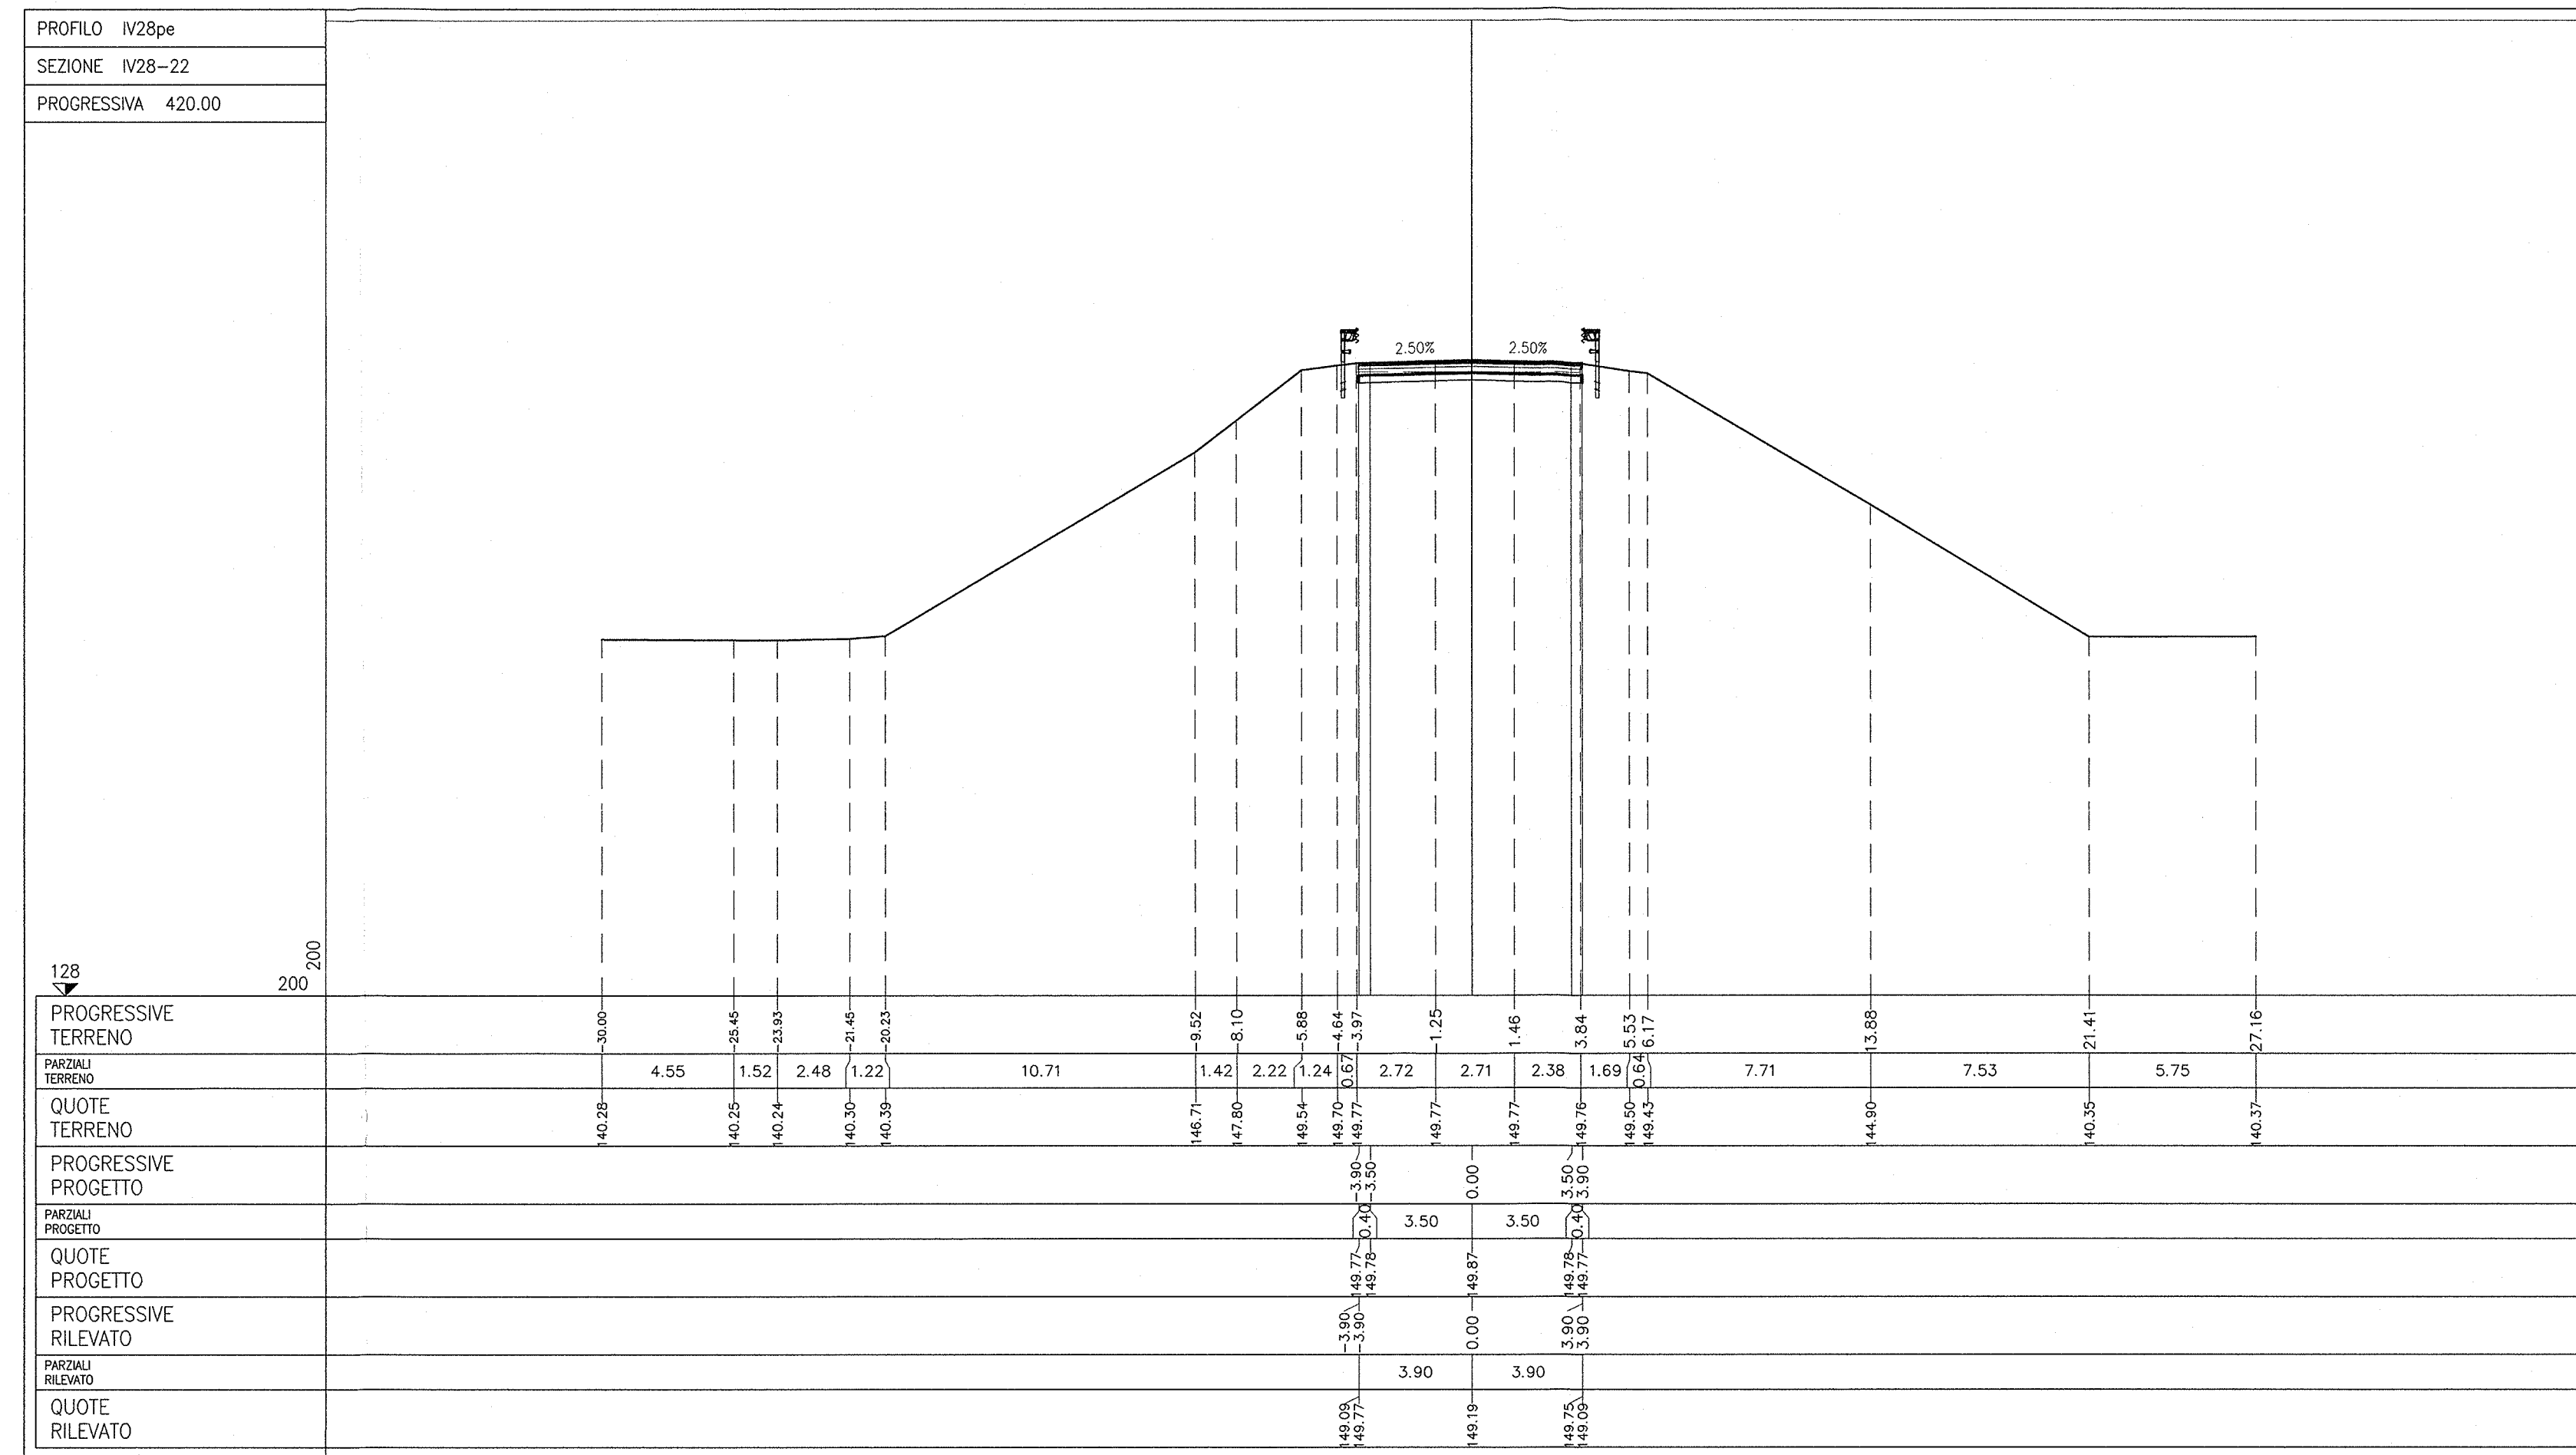 PROFILO IV28pe
SEZIONE IV28-22
PROGRESSIVA 420.00
2.50% 2.50%
200
128
200
PROGRESSIVE
TERRENO
-30.00 -25.45 -23.93 -21.45 -20.23 -9.52 -8.10 -5.88 -4.64 -3.97 -1.25 1.46 3.84 5.53 6.17 13.88 21.41 27.16
PARZIALI
TERRENO
4.55 1.52 2.48 1.22 10.71 1.42 2.22 1.24 0.67 2.72 2.71 2.38 1.69 0.64 7.71 7.53 5.75
QUOTE
TERRENO
140.28 140.25 140.24 140.30 140.39 146.71 147.80 149.54 149.70 149.77 149.77 149.77 149.76 149.50 149.43 144.90 140.35 140.37
PROGRESSIVE
PROGETTO
-3.90 -3.50 0.00 3.50 3.90
PARZIALI
PROGETTO
0.40 3.50 3.50 0.40
QUOTE
PROGETTO
149.77 149.78 149.87 149.78 149.77
PROGRESSIVE
RILEVATO
-3.90 -3.90 0.00 3.90 3.90
PARZIALI
RILEVATO
3.90 3.90
QUOTE
RILEVATO
149.09 149.77 149.19 149.75 149.09